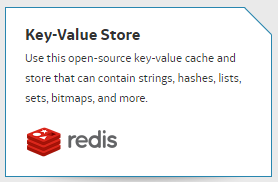 Key-Value Store
Use this open-source key-value cache and
store that can contain strings, hashes, lists,
sets, bitmaps, and more.
redis